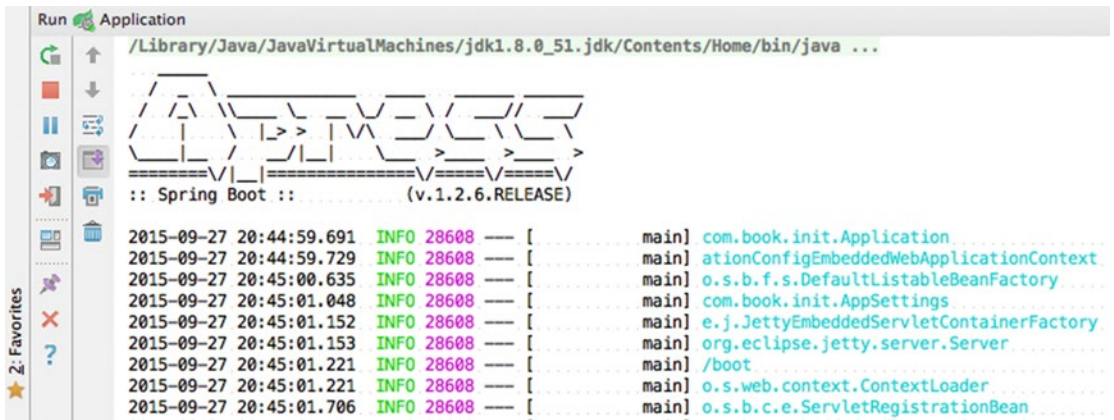 Run Application
/Library/Java/JavaVirtualMachines/jdk1.8.0_51.jdk/Contents/Home/bin/java ...
Apress
:: Spring Boot :: (v.1.2.6.RELEASE)
2015-09-27 20:44:59.691 INFO 28608 --- [ main] com.book.init.Application
2015-09-27 20:44:59.729 INFO 28608 --- [ main] ationConfigEmbeddedWebApplicationContext
2015-09-27 20:45:00.635 INFO 28608 --- [ main] o.s.b.f.s.DefaultListableBeanFactory
2015-09-27 20:45:01.048 INFO 28608 --- [ main] com.book.init.AppSettings
2015-09-27 20:45:01.152 INFO 28608 --- [ main] e.j.JettyEmbeddedServletContainerFactory
2015-09-27 20:45:01.153 INFO 28608 --- [ main] org.eclipse.jetty.server.Server
2015-09-27 20:45:01.221 INFO 28608 --- [ main] /boot
2015-09-27 20:45:01.221 INFO 28608 --- [ main] o.s.web.context.ContextLoader
2015-09-27 20:45:01.706 INFO 28608 --- [ main] o.s.b.c.e.ServletRegistrationBean
2: Favorites